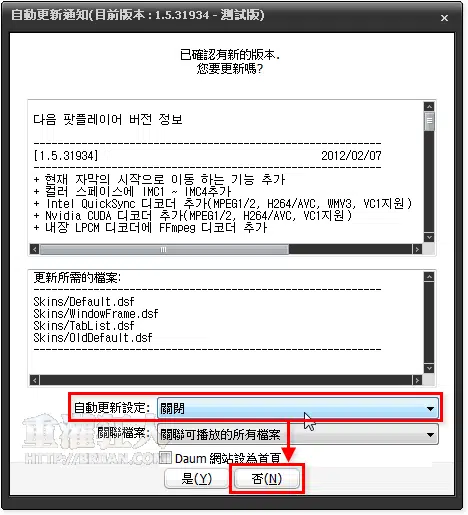 自動更新通知(目前版本 : 1.5.31934 - 測試版)
已確認有新的版本.
您要更新嗎?
다음 팟플레이어 버전 정보
[1.5.31934] 2012/02/07
+ 현재 자막의 시작으로 이동 하는 기능 추가
+ 컬러 스페이스에 IMC1 ~ IMC4추가
+ Intel QuickSync 디코더 추가(MPEG1/2, H264/AVC, WMV3, VC1지원)
+ Nvidia CUDA 디코더 추가(MPEG1/2, H264/AVC, VC1지원)
+ 내장 LPCM 디코더에 FFmpeg 디코더 추가
更新所需的檔案:
Skins/Default.dsf
Skins/WindowFrame.dsf
Skins/TabList.dsf
Skins/OldDefault.dsf
自動更新設定: 關閉
關聯檔案: 關聯可播放的所有檔案
Daum 網站設為首頁
是(Y) 否(N)
重灌狂人
HTTP://BRIIAN.COM